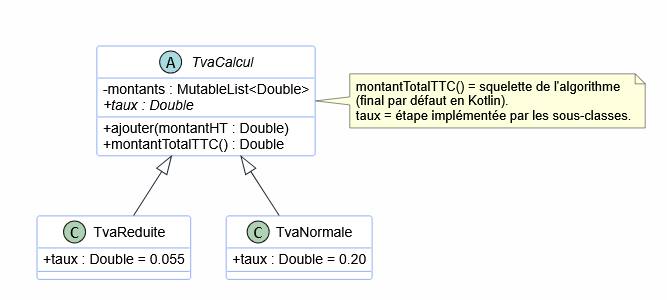 A TvaCalcul
-montants : MutableList<Double>
+taux : Double
+ajouter(montantHT : Double)
+montantTotalTTC() : Double
montantTotalTTC() = squelette de l'algorithme
(final par défaut en Kotlin).
taux = étape implémentée par les sous-classes.
C TvaReduite
+taux : Double = 0.055
C TvaNormale
+taux : Double = 0.20